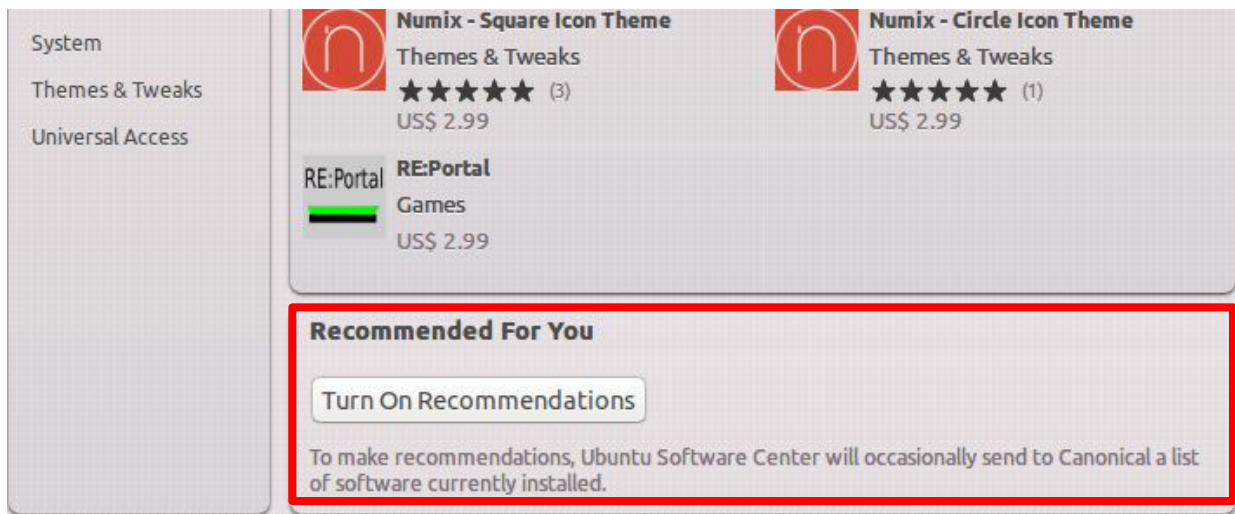 System
Themes & Tweaks
Universal Access
Numix - Square Icon Theme
Themes & Tweaks
★★★★★ (3)
US$ 2.99
Numix - Circle Icon Theme
Themes & Tweaks
★★★★★ (1)
US$ 2.99
RE:Portal
RE:Portal
Games
US$ 2.99
Recommended For You
Turn On Recommendations
To make recommendations, Ubuntu Software Center will occasionally send to Canonical a list
of software currently installed.